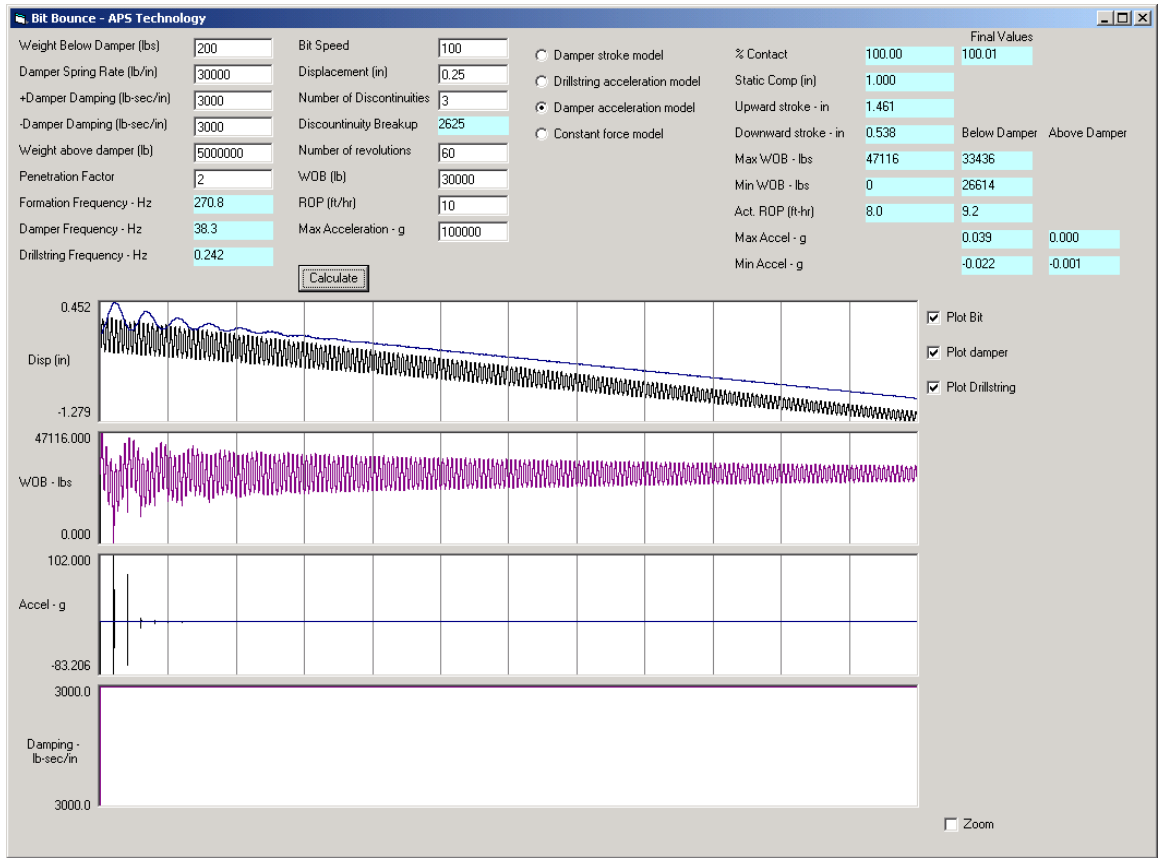 Bit Bounce - APS Technology
Weight Below Damper (lbs) 200
Damper Spring Rate (lb/in) 30000
+Damper Damping (lb-sec/in) 3000
-Damper Damping (lb-sec/in) 3000
Weight above damper (lb) 5000000
Penetration Factor 2
Formation Frequency - Hz 270.8
Damper Frequency - Hz 38.3
Drillstring Frequency - Hz 0.242
Bit Speed 100
Displacement (in) 0.25
Number of Discontinuities 3
Discountinuity Breakup 2625
Number of revolutions 60
WOB (lb) 30000
ROP (ft/hr) 10
Max Acceleration - g 100000
Calculate
Damper stroke model
Drillstring acceleration model
Damper acceleration model
Constant force model
Final Values
% Contact 100.00 100.01
Static Comp (in) 1.000
Upward stroke - in 1.461
Downward stroke - in 0.538 Below Damper Above Damper
Max WOB - lbs 47116 33436
Min WOB - lbs 0 26614
Act. ROP (ft-hr) 8.0 9.2
Max Accel - g 0.039 0.000
Min Accel - g -0.022 -0.001
0.452
Disp (in)
-1.279
Plot Bit
Plot damper
Plot Drillstring
47116.000
WOB - lbs
0.000
102.000
Accel - g
-83.206
3000.0
Damping -
lb-sec/in
3000.0
Zoom